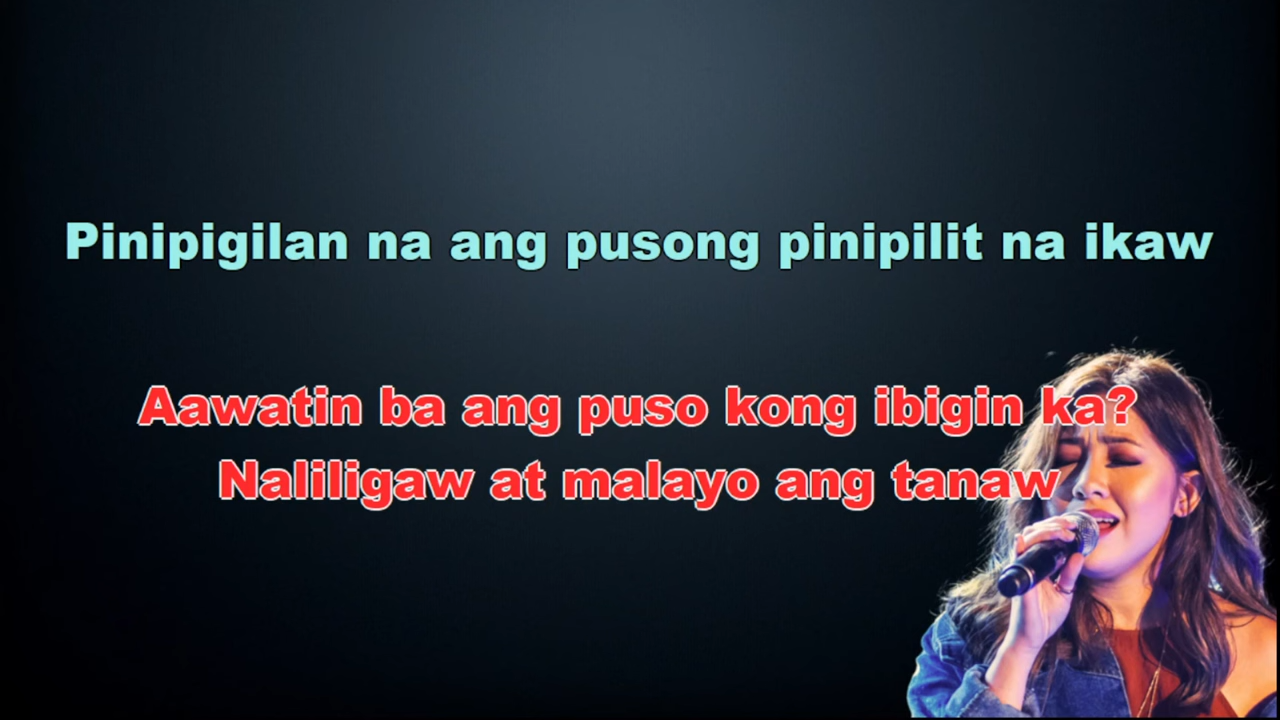 Pinipigilan na ang pusong pinipilit na ikaw
Aawatin ba ang puso kong ibigin ka?
Naliligaw at malayo ang tanaw